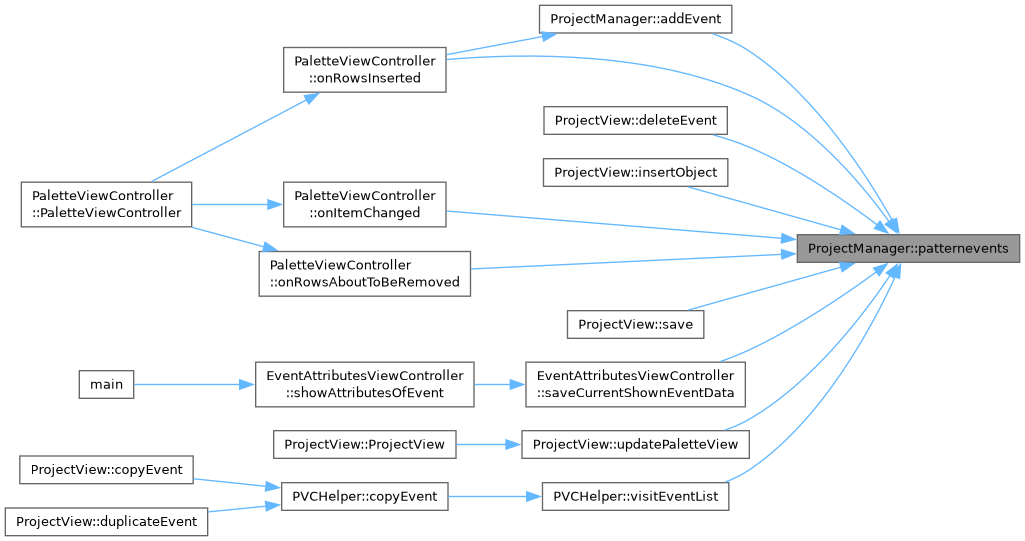 ProjectManager::addEvent
PaletteViewController
::onRowsInserted
ProjectView::deleteEvent
ProjectView::insertObject
PaletteViewController
::PaletteViewController
PaletteViewController
::onItemChanged
ProjectManager::patternevents
PaletteViewController
::onRowsAboutToBeRemoved
ProjectView::save
main
EventAttributesViewController
::showAttributesOfEvent
EventAttributesViewController
::saveCurrentShownEventData
ProjectView::ProjectView
ProjectView::updatePaletteView
ProjectView::copyEvent
PVCHelper::copyEvent
PVCHelper::visitEventList
ProjectView::duplicateEvent